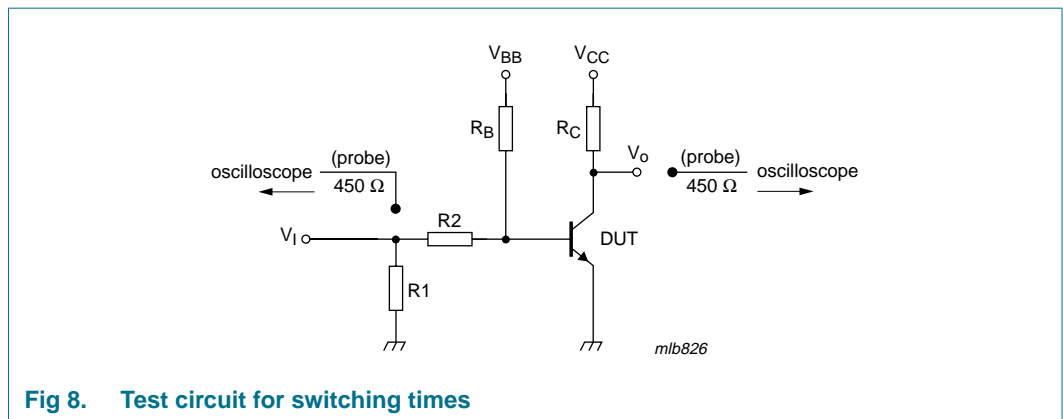 V_BB
V_CC
R_B
R_C
V_o
(probe)
450 Ω
oscilloscope
(probe)
450 Ω
oscilloscope
R2
V_I
DUT
R1
mlb826
Fig 8. Test circuit for switching times